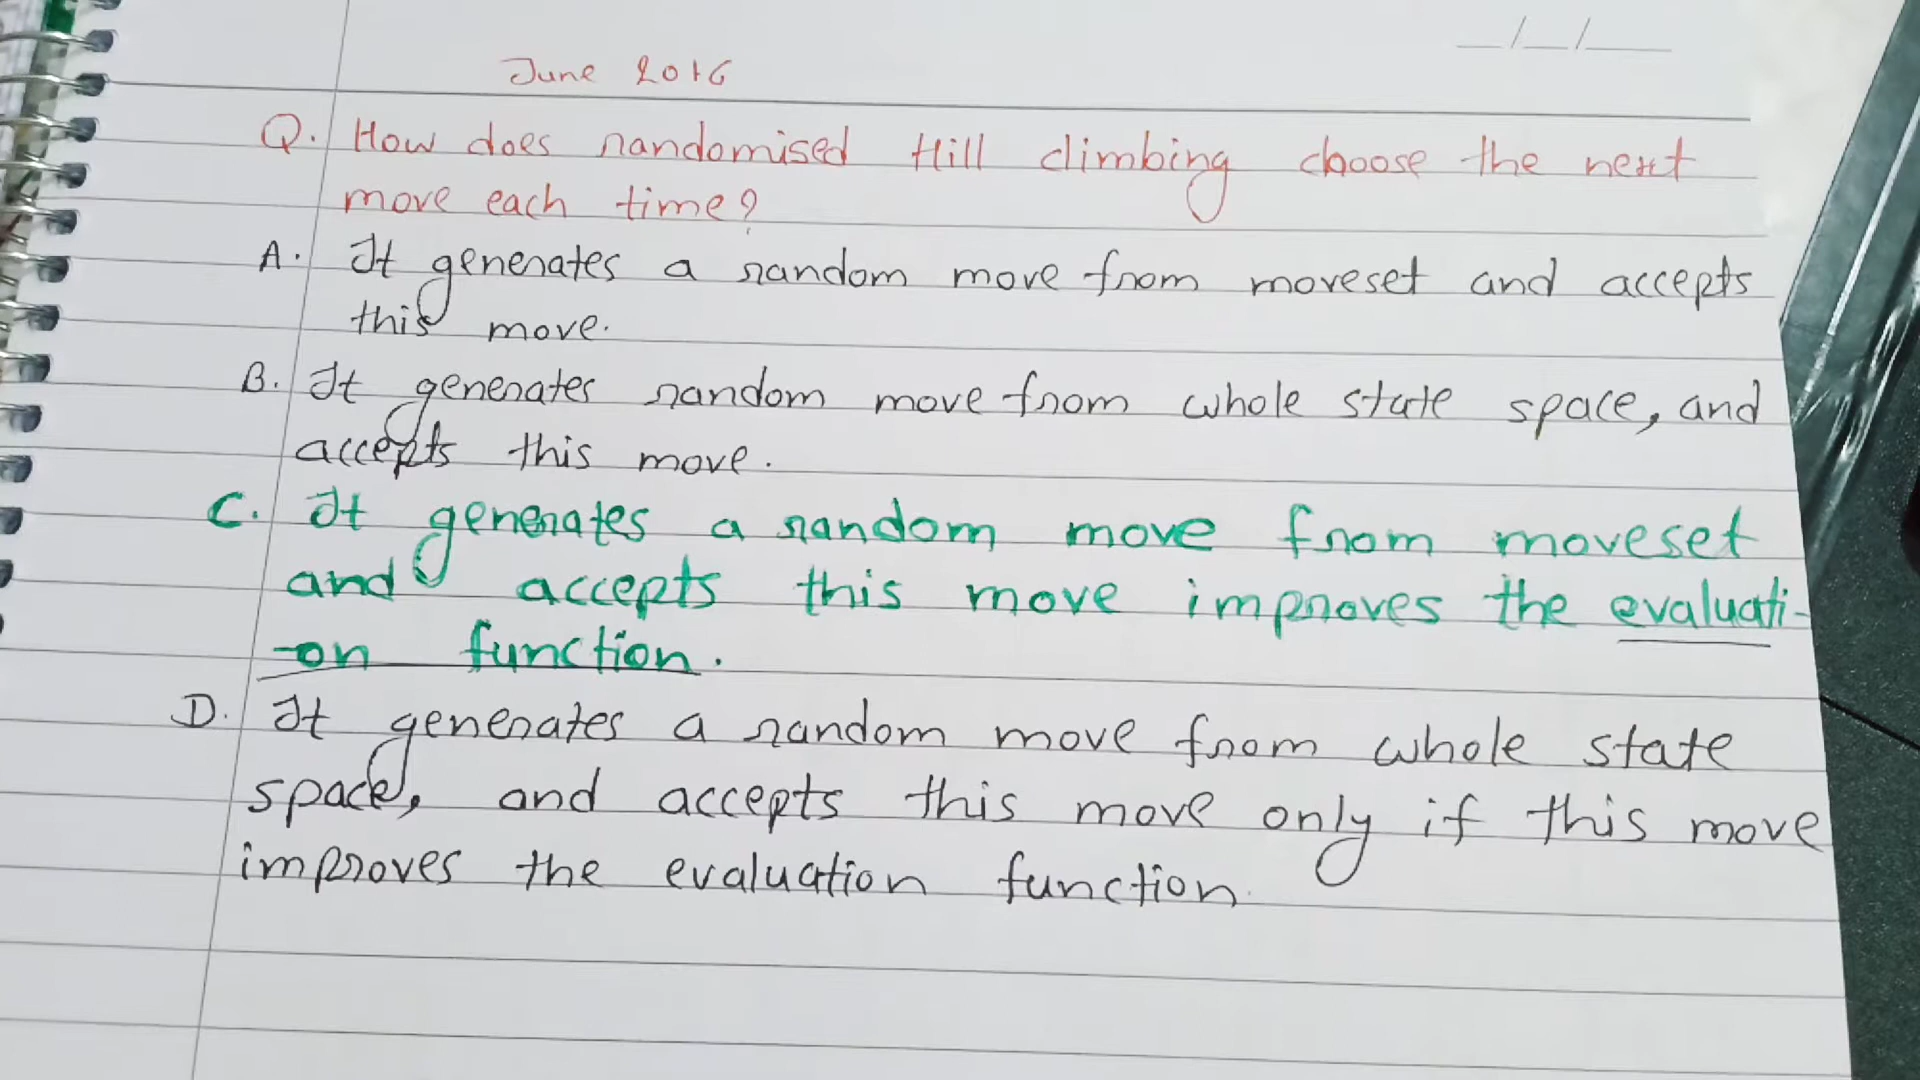 __/__/____
June 2016
Q. How does randomised Hill climbing choose the next
move each time?
A. It generates a random move from moveset and accepts
this move.
B. It generates random move from whole state space, and
accepts this move.
C. It generates a random move from moveset
and accepts this move improves the evaluati-
-on function.
D. It generates a random move from whole state
space, and accepts this move only if this move
improves the evaluation function.